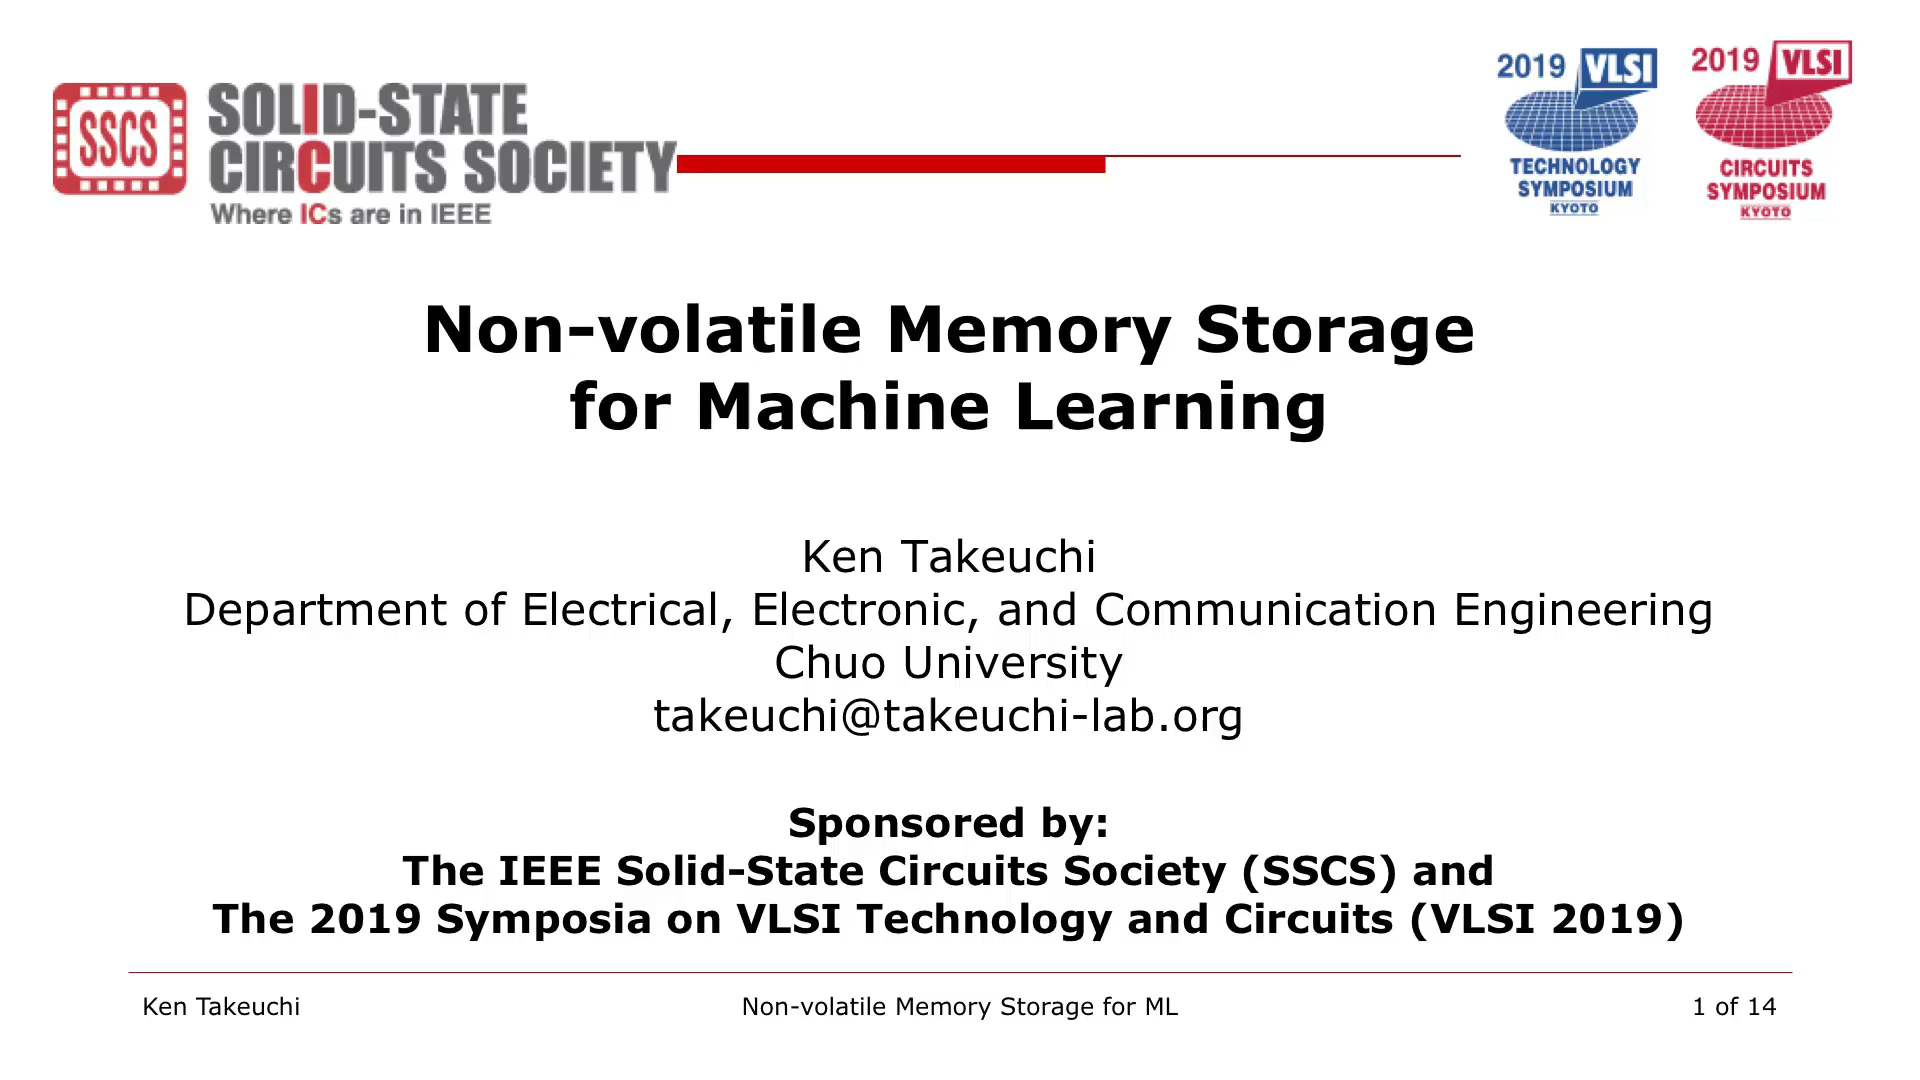 SSCS
SOLID-STATE
CIRCUITS SOCIETY
Where ICs are in IEEE
2019 VLSI
TECHNOLOGY
SYMPOSIUM
KYOTO
2019 VLSI
CIRCUITS
SYMPOSIUM
KYOTO
Non-volatile Memory Storage
for Machine Learning
Ken Takeuchi
Department of Electrical, Electronic, and Communication Engineering
Chuo University
takeuchi@takeuchi-lab.org
Sponsored by:
The IEEE Solid-State Circuits Society (SSCS) and
The 2019 Symposia on VLSI Technology and Circuits (VLSI 2019)
Ken Takeuchi
Non-volatile Memory Storage for ML
1 of 14